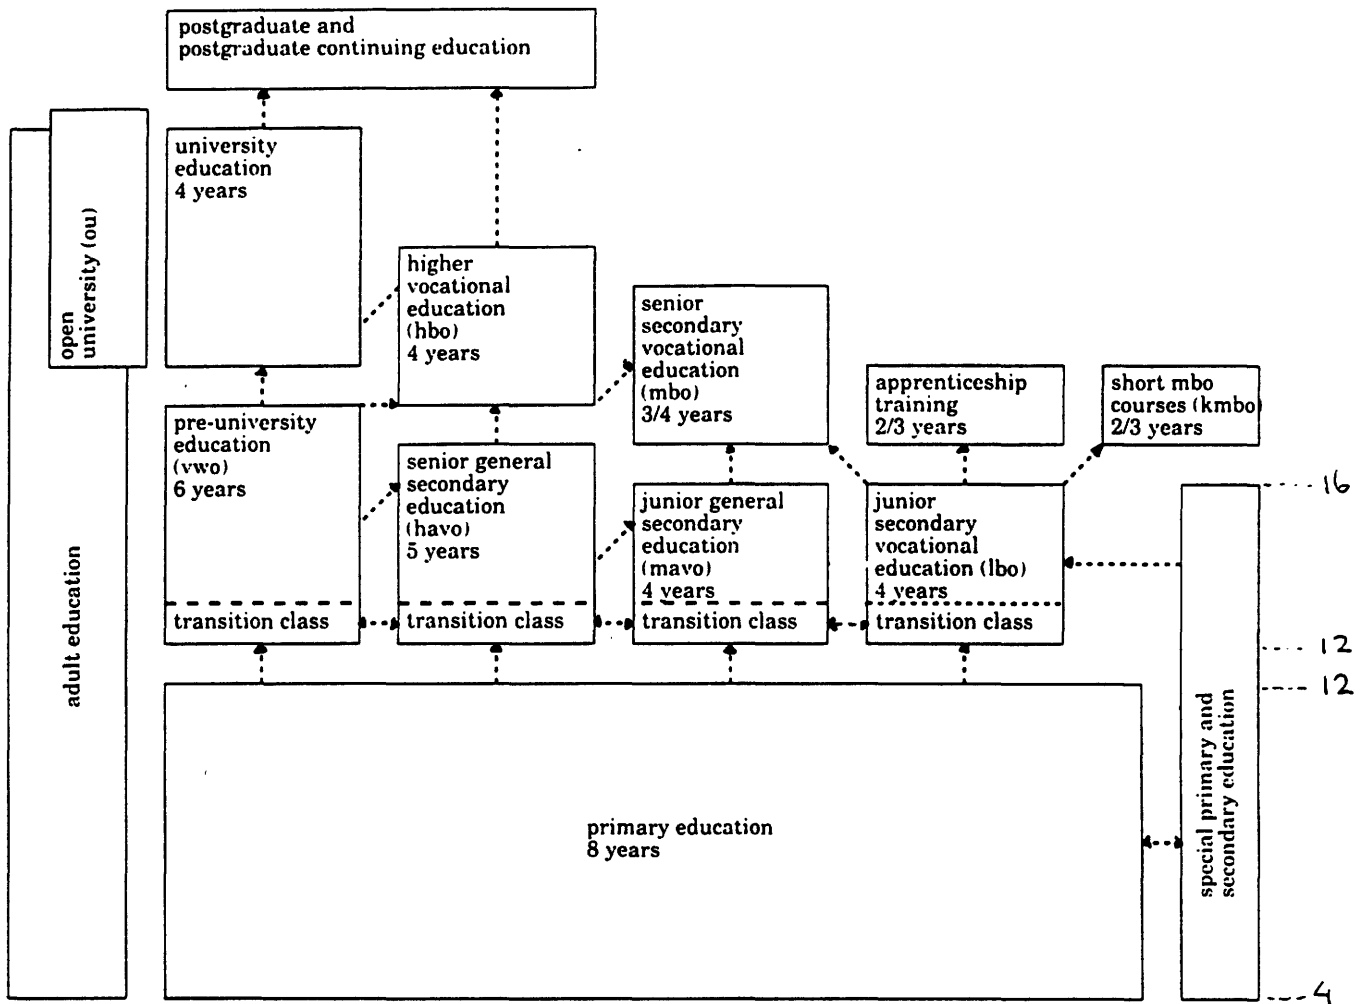 postgraduate and
postgraduate continuing education
university
education
4 years
open
university (ou)
higher
vocational
education
(hbo)
4 years
senior
secondary
vocational
education
(mbo)
3/4 years
apprenticeship
training
2/3 years
short mbo
courses (kmbo)
2/3 years
pre-university
education
(vwo)
6 years
senior general
secondary
education
(havo)
5 years
junior general
secondary
education
(mavo)
4 years
junior
secondary
vocational
education (lbo)
4 years
transition class
transition class
transition class
transition class
adult education
primary education
8 years
special primary and
secondary education
16
12
12
4